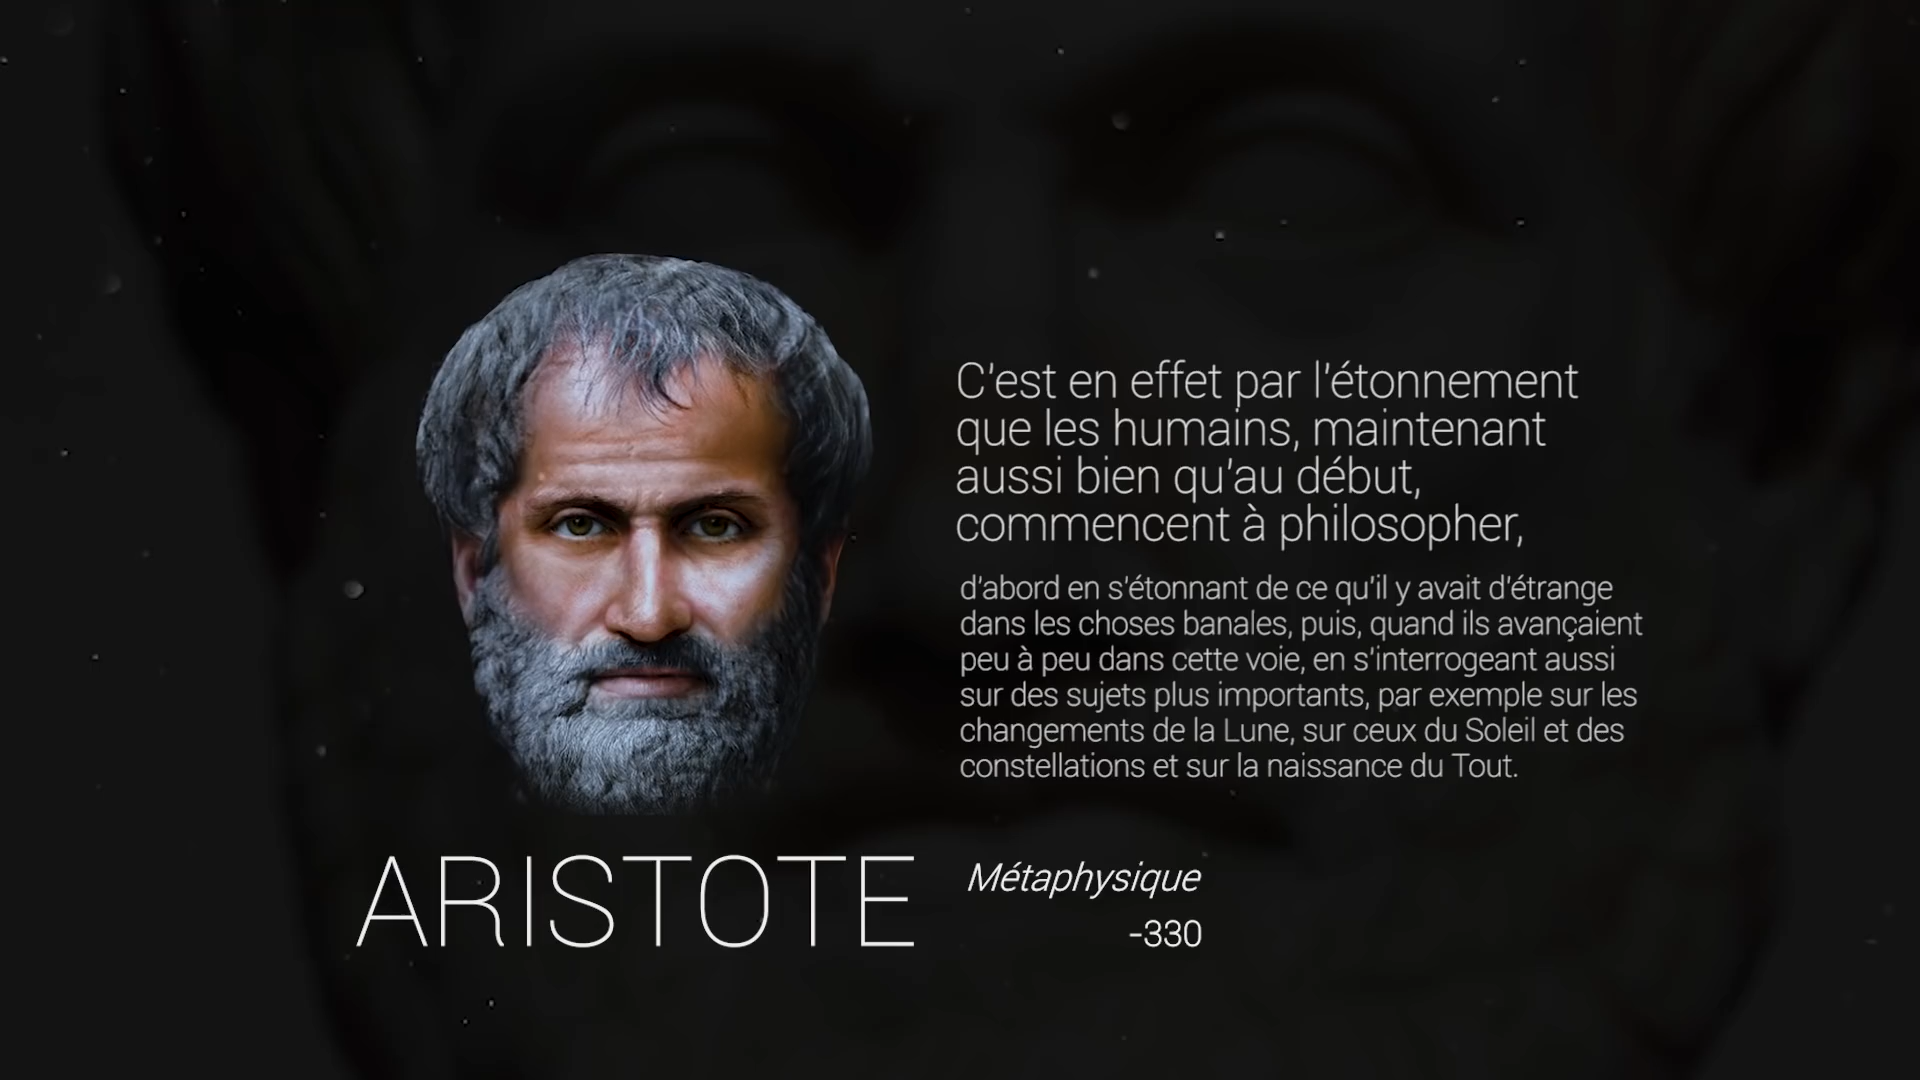 C'est en effet par l'étonnement
que les humains, maintenant
aussi bien qu'au début,
commencent à philosopher,
d'abord en s'étonnant de ce qu'il y avait d'étrange
dans les choses banales, puis, quand ils avançaient
peu à peu dans cette voie, en s'interrogeant aussi
sur des sujets plus importants, par exemple sur les
changements de la Lune, sur ceux du Soleil et des
constellations et sur la naissance du Tout.
ARISTOTE
Métaphysique
-330